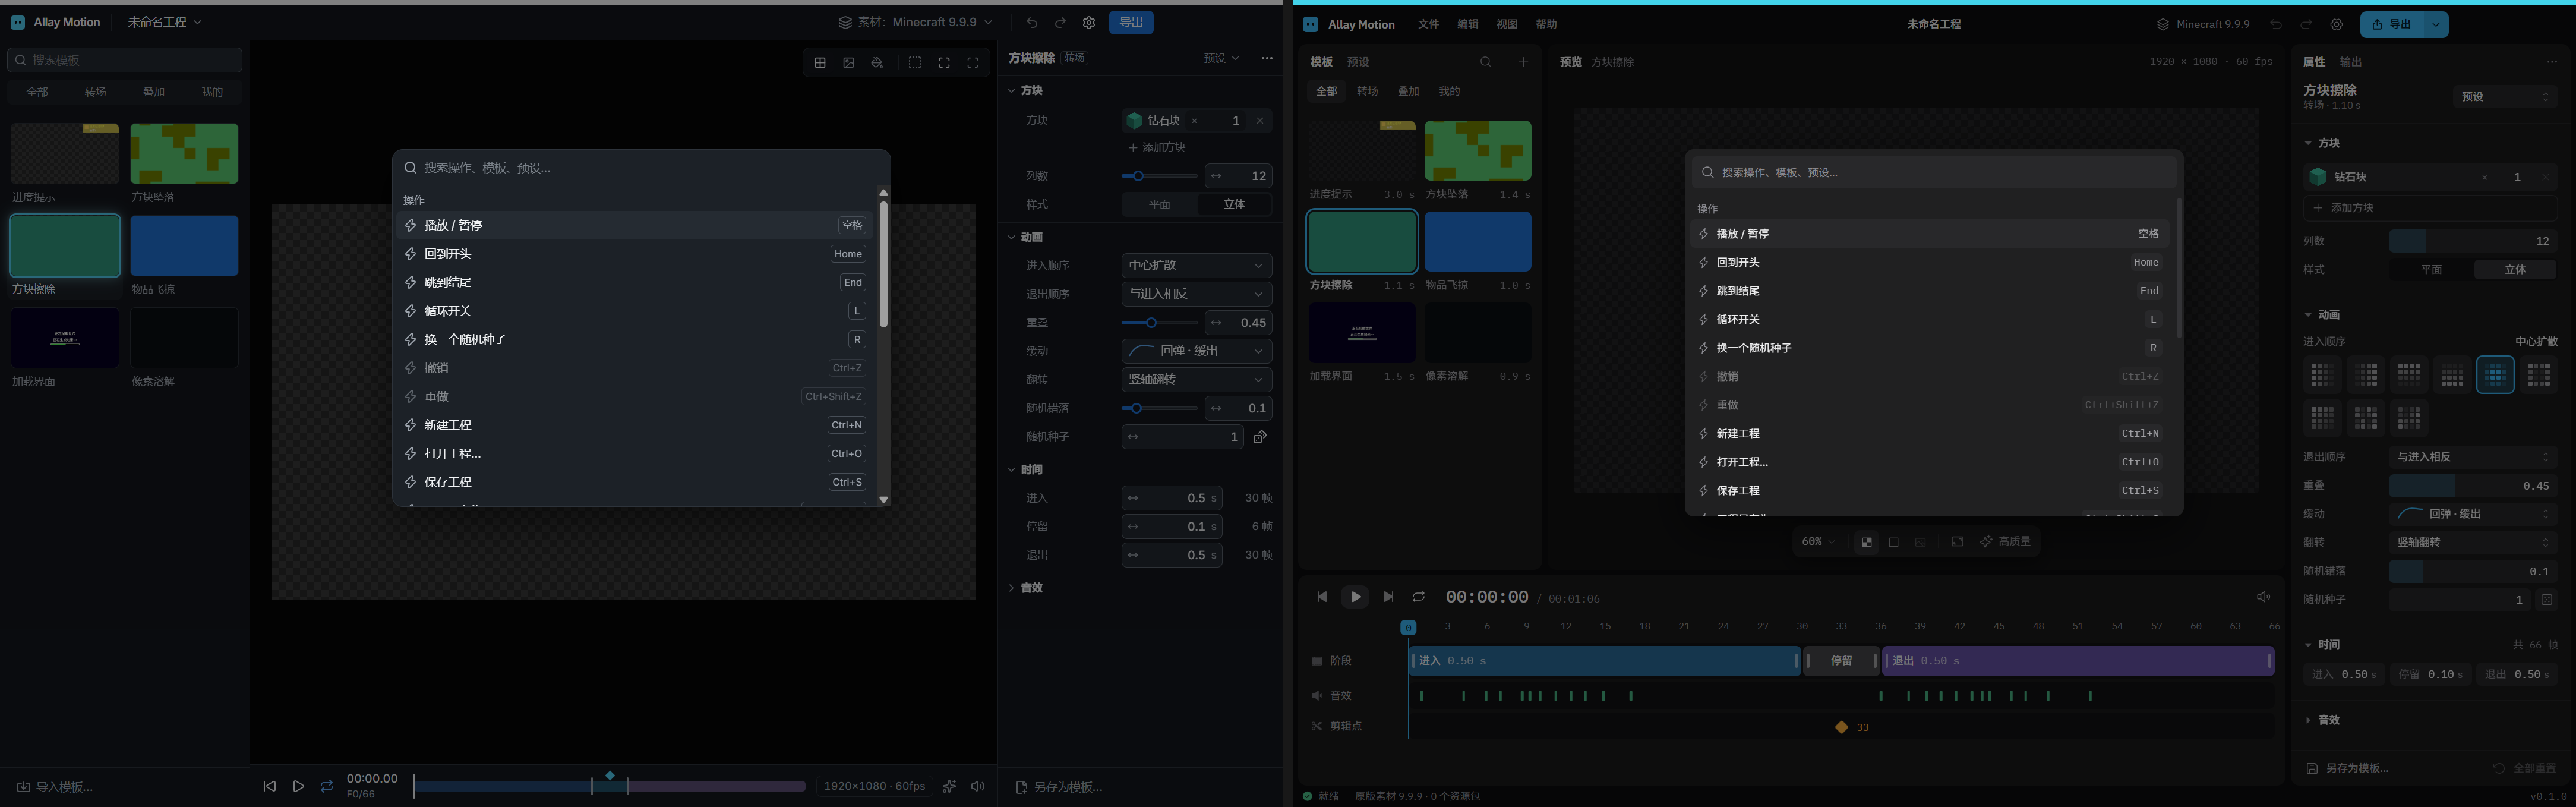 Allay Motion 未命名工程 素材: Minecraft 9.9.9 导出
搜索模板
全部 转场 叠加 我的
进度提示 方块坠落
方块擦除 物品飞掠
加载界面 像素溶解
导入模板...
搜索操作、模板、预设...
操作
播放 / 暂停 空格
回到开头 Home
跳到结尾 End
循环开关 L
换一个随机种子 R
撤销 Ctrl+Z
重做 Ctrl+Shift+Z
新建工程 Ctrl+N
打开工程... Ctrl+O
保存工程 Ctrl+S
00:00.00
F0/66
1920×1080 · 60fps
方块擦除 转场 预设
方块
方块 钻石块 × 1 ×
添加方块
列数 12
样式 平面 立体
动画
进入顺序 中心扩散
退出顺序 与进入相反
重叠 0.45
缓动 回弹 · 缓出
翻转 竖轴翻转
随机错落 0.1
随机种子 1
时间
进入 0.5 s 30 帧
停留 0.1 s 6 帧
退出 0.5 s 30 帧
音效
另存为模板...
Allay Motion 文件 编辑 视图 帮助 未命名工程 Minecraft 9.9.9 导出
模板 预设
全部 转场 叠加 我的
进度提示 3.0 s 方块坠落 1.4 s
方块擦除 1.1 s 物品飞掠 1.0 s
加载界面 1.5 s 像素溶解 0.9 s
预览 方块擦除 1920 × 1080 · 60 fps
搜索操作、模板、预设...
操作
播放 / 暂停 空格
回到开头 Home
跳到结尾 End
循环开关 L
换一个随机种子 R
撤销 Ctrl+Z
重做 Ctrl+Shift+Z
新建工程 Ctrl+N
打开工程... Ctrl+O
保存工程 Ctrl+S
60% 高质量
00:00:00 / 00:01:06
0 3 6 9 12 15 18 21 24 27 30 33 36 39 42 45 48 51 54 57 60 63 66
阶段 进入 0.50 s 停留 退出 0.50 s
音效
剪辑点 33
属性 输出
方块擦除 预设
转场 · 1.10 s
方块
钻石块 × 1 ×
添加方块
列数 12
样式 平面 立体
动画
进入顺序 中心扩散
退出顺序 与进入相反
重叠 0.45
缓动 回弹 · 缓出
翻转 竖轴翻转
随机错落 0.1
随机种子 1
时间 共 66 帧
进入 0.50 s 停留 0.10 s 退出 0.50 s
音效
另存为模板... 全部重置
就绪 原版素材 9.9.9 · 0 个资源包 v0.1.0